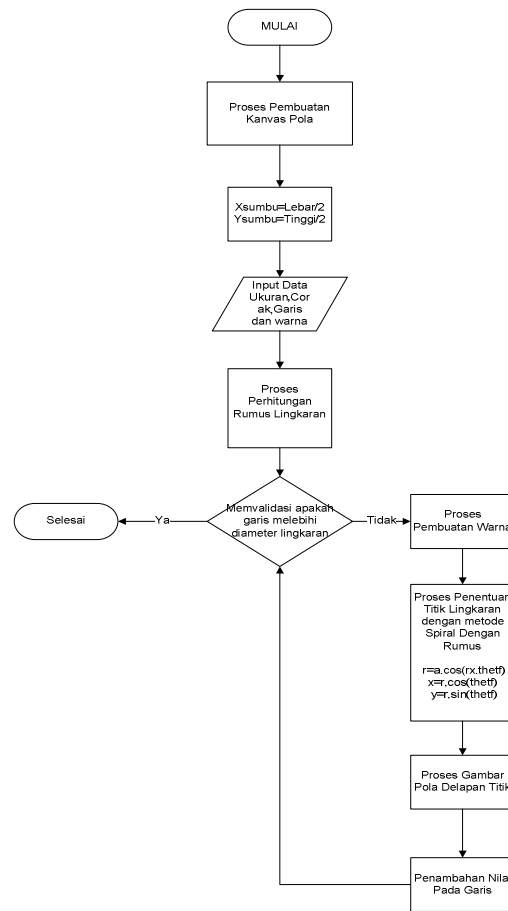 MULAI
Proses Pembuatan
Kanvas Pola
Xsumbu=Lebar/2
Ysumbu=Tinggi/2
Input Data
Ukuran,Cor
ak,Garis
dan warna
Proses
Perhitungan
Rumus Lingkaran
Memvalidasi apakah
garis melebihi
diameter lingkaran
Ya
Selesai
Tidak
Proses
Pembuatan Warna
Proses Penentuan
Titik Lingkaran
dengan metode
Spiral Dengan
Rumus
r=a.cos(rx.thetf)
x=r.cos(thetf)
y=r.sin(thetf)
Proses Gambar
Pola Delapan Titik
Penambahan Nilai
Pada Garis